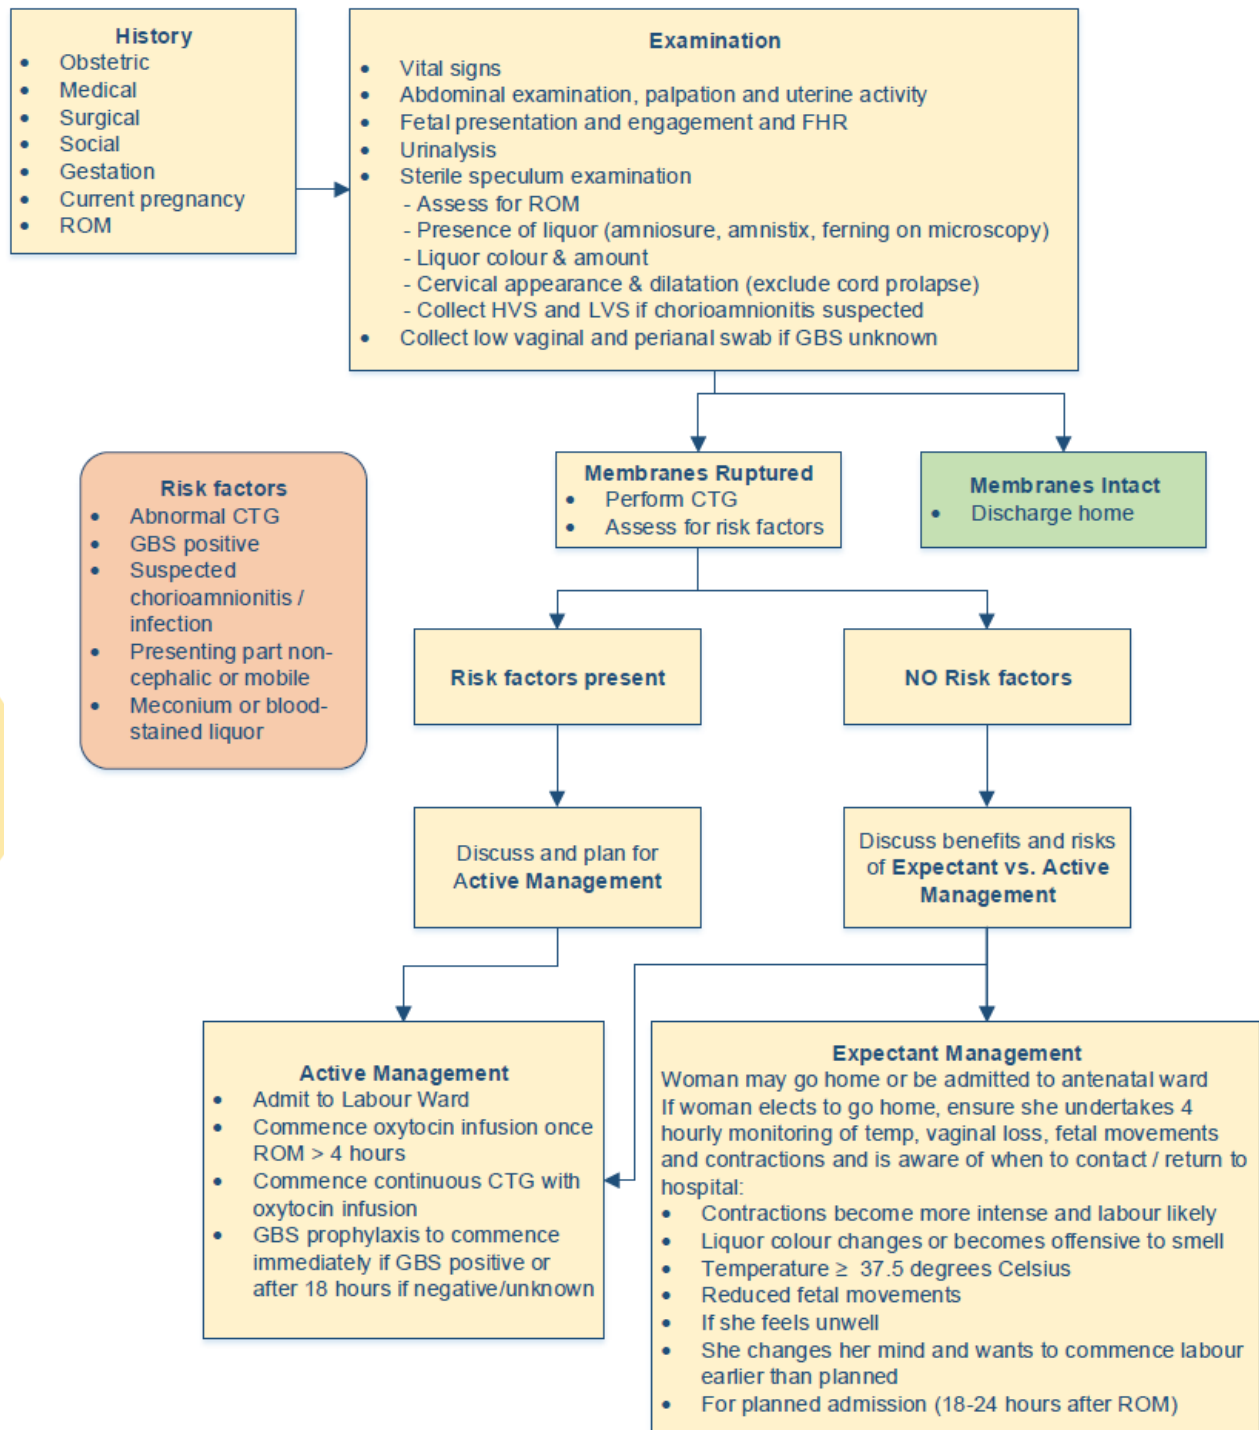 History
• Obstetric
• Medical
• Surgical
• Social
• Gestation
• Current pregnancy
• ROM
Examination
• Vital signs
• Abdominal examination, palpation and uterine activity
• Fetal presentation and engagement and FHR
• Urinalysis
• Sterile speculum examination
- Assess for ROM
- Presence of liquor (amniosure, amnistix, ferning on microscopy)
- Liquor colour & amount
- Cervical appearance & dilatation (exclude cord prolapse)
- Collect HVS and LVS if chorioamnionitis suspected
• Collect low vaginal and perianal swab if GBS unknown
Risk factors
• Abnormal CTG
• GBS positive
• Suspected
chorioamnionitis /
infection
• Presenting part non-
cephalic or mobile
• Meconium or blood-
stained liquor
Membranes Ruptured
• Perform CTG
• Assess for risk factors
Membranes Intact
• Discharge home
Risk factors present
NO Risk factors
Discuss and plan for
Active Management
Discuss benefits and risks
of Expectant vs. Active
Management
Active Management
• Admit to Labour Ward
• Commence oxytocin infusion once
ROM > 4 hours
• Commence continuous CTG with
oxytocin infusion
• GBS prophylaxis to commence
immediately if GBS positive or
after 18 hours if negative/unknown
Expectant Management
Woman may go home or be admitted to antenatal ward
If woman elects to go home, ensure she undertakes 4
hourly monitoring of temp, vaginal loss, fetal movements
and contractions and is aware of when to contact / return to
hospital:
• Contractions become more intense and labour likely
• Liquor colour changes or becomes offensive to smell
• Temperature ≥ 37.5 degrees Celsius
• Reduced fetal movements
• If she feels unwell
• She changes her mind and wants to commence labour
earlier than planned
• For planned admission (18-24 hours after ROM)